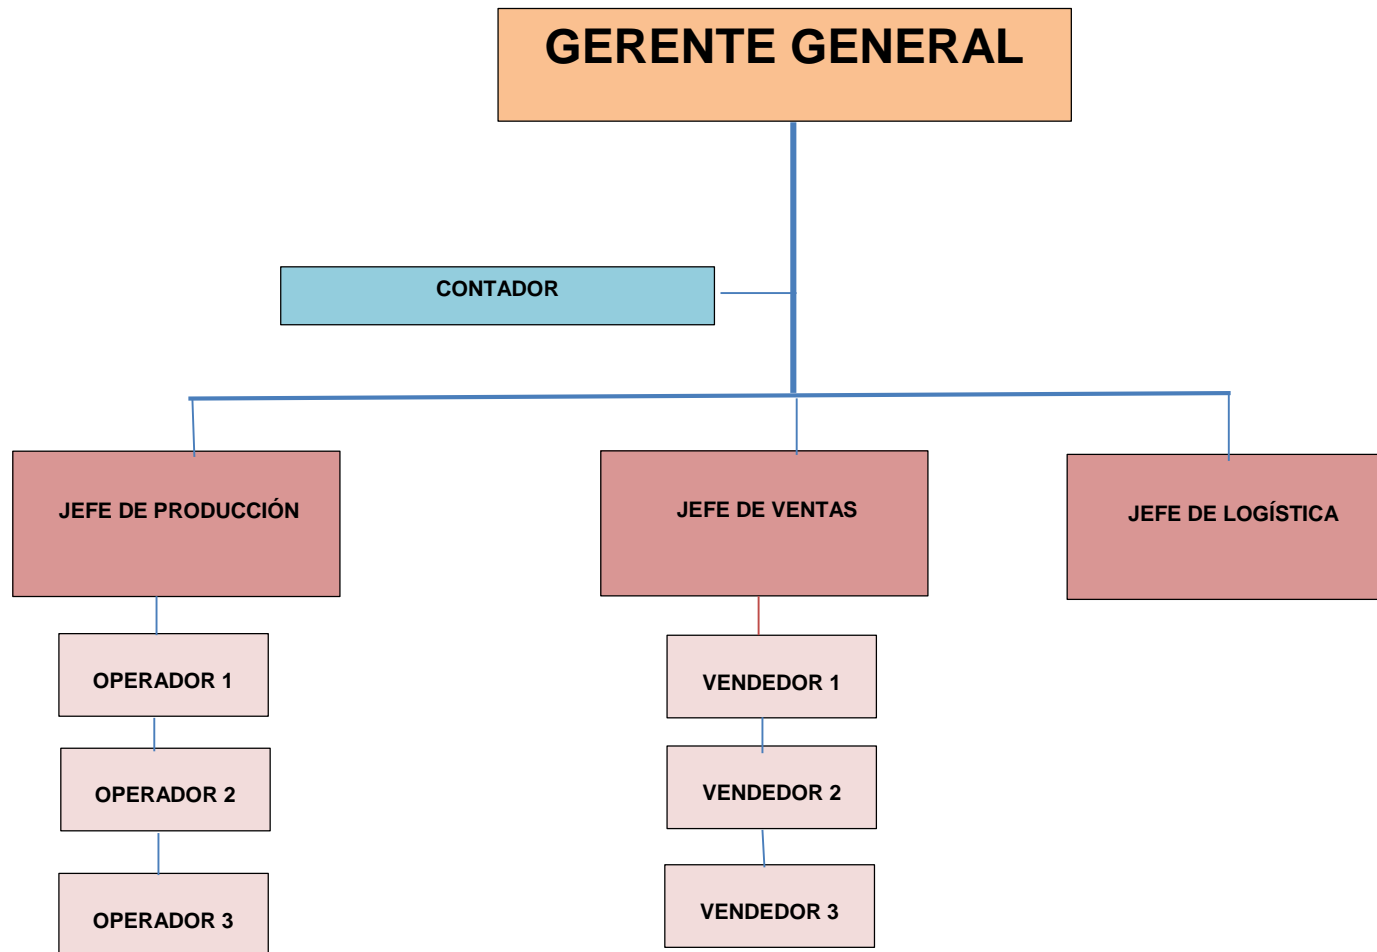 GERENTE GENERAL
CONTADOR
JEFE DE PRODUCCIÓN
JEFE DE VENTAS
JEFE DE LOGÍSTICA
OPERADOR 1
VENDEDOR 1
OPERADOR 2
VENDEDOR 2
OPERADOR 3
VENDEDOR 3